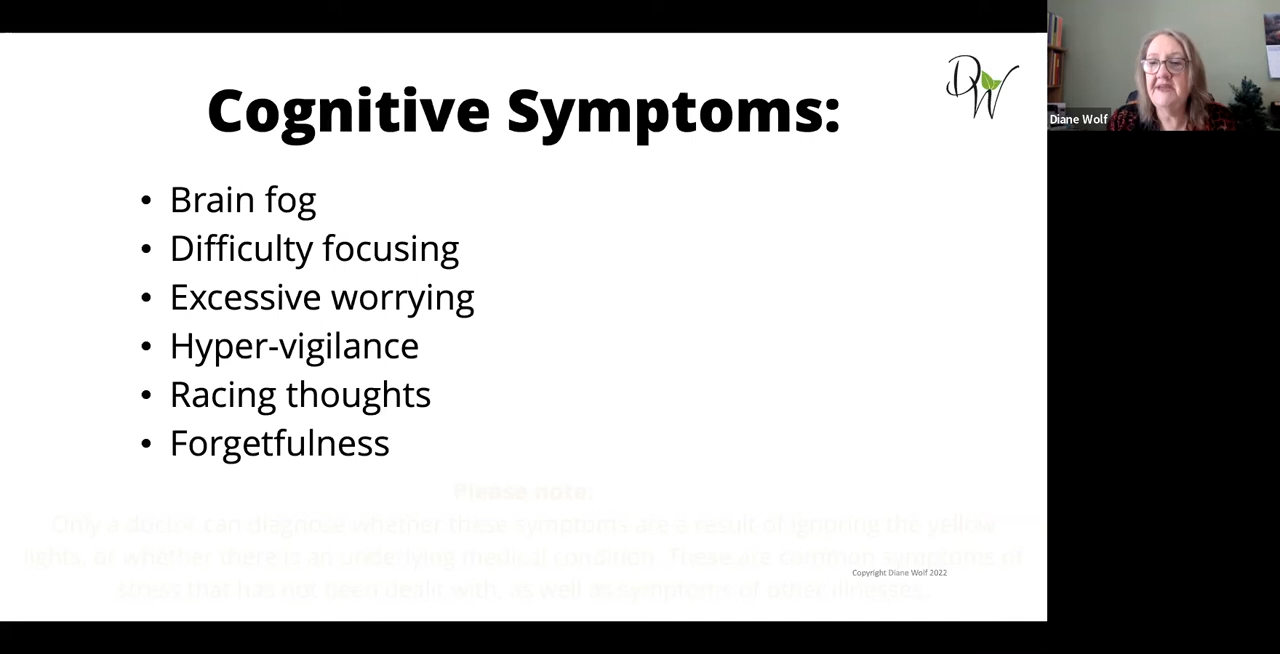 DW
Cognitive Symptoms:
• Brain fog
• Difficulty focusing
• Excessive worrying
• Hyper-vigilance
• Racing thoughts
• Forgetfulness
Please note,
Only a doctor can diagnose whether these symptoms are a result of ignoring the yellow
lights, or whether there is an underlying medical condition. These are common symptoms of
stress that has not been dealt with, as well as symptoms of other illnesses.
Copyright Diane Wolf 2022
Diane Wolf